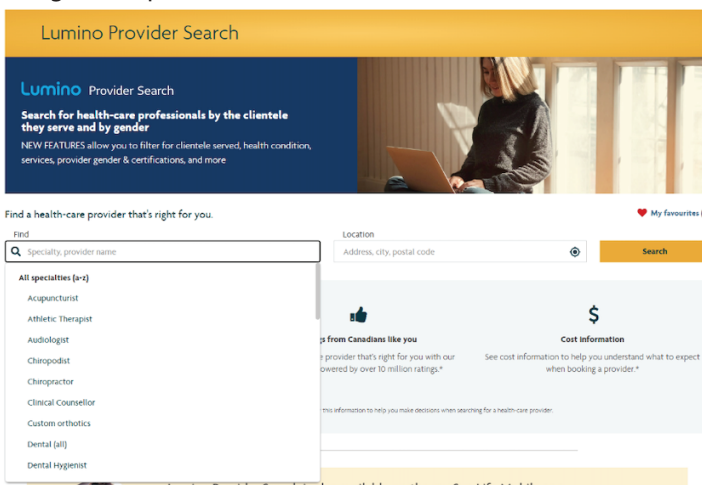 Lumino Provider Search
Lumino Provider Search
Search for health-care professionals by the clientele
they serve and by gender
NEW FEATURES allow you to filter for clientele served, health condition,
services, provider gender & certifications, and more
Find a health-care provider that's right for you.
My favourites (
Find
Location
Specialty, provider name
Address, city, postal code
Search
All specialties (a-z)
Acupuncturist
Athletic Therapist
Audiologist
Chiropodist
Chiropractor
Clinical Counsellor
Custom orthotics
Dental (all)
Dental Hygienist
from Canadians like you
provider that's right for you with our
owered by over 10 million ratings.*
$
Cost information
See cost information to help you understand what to expect
when booking a provider.*
this information to help you make decisions when searching for a health-care provider.